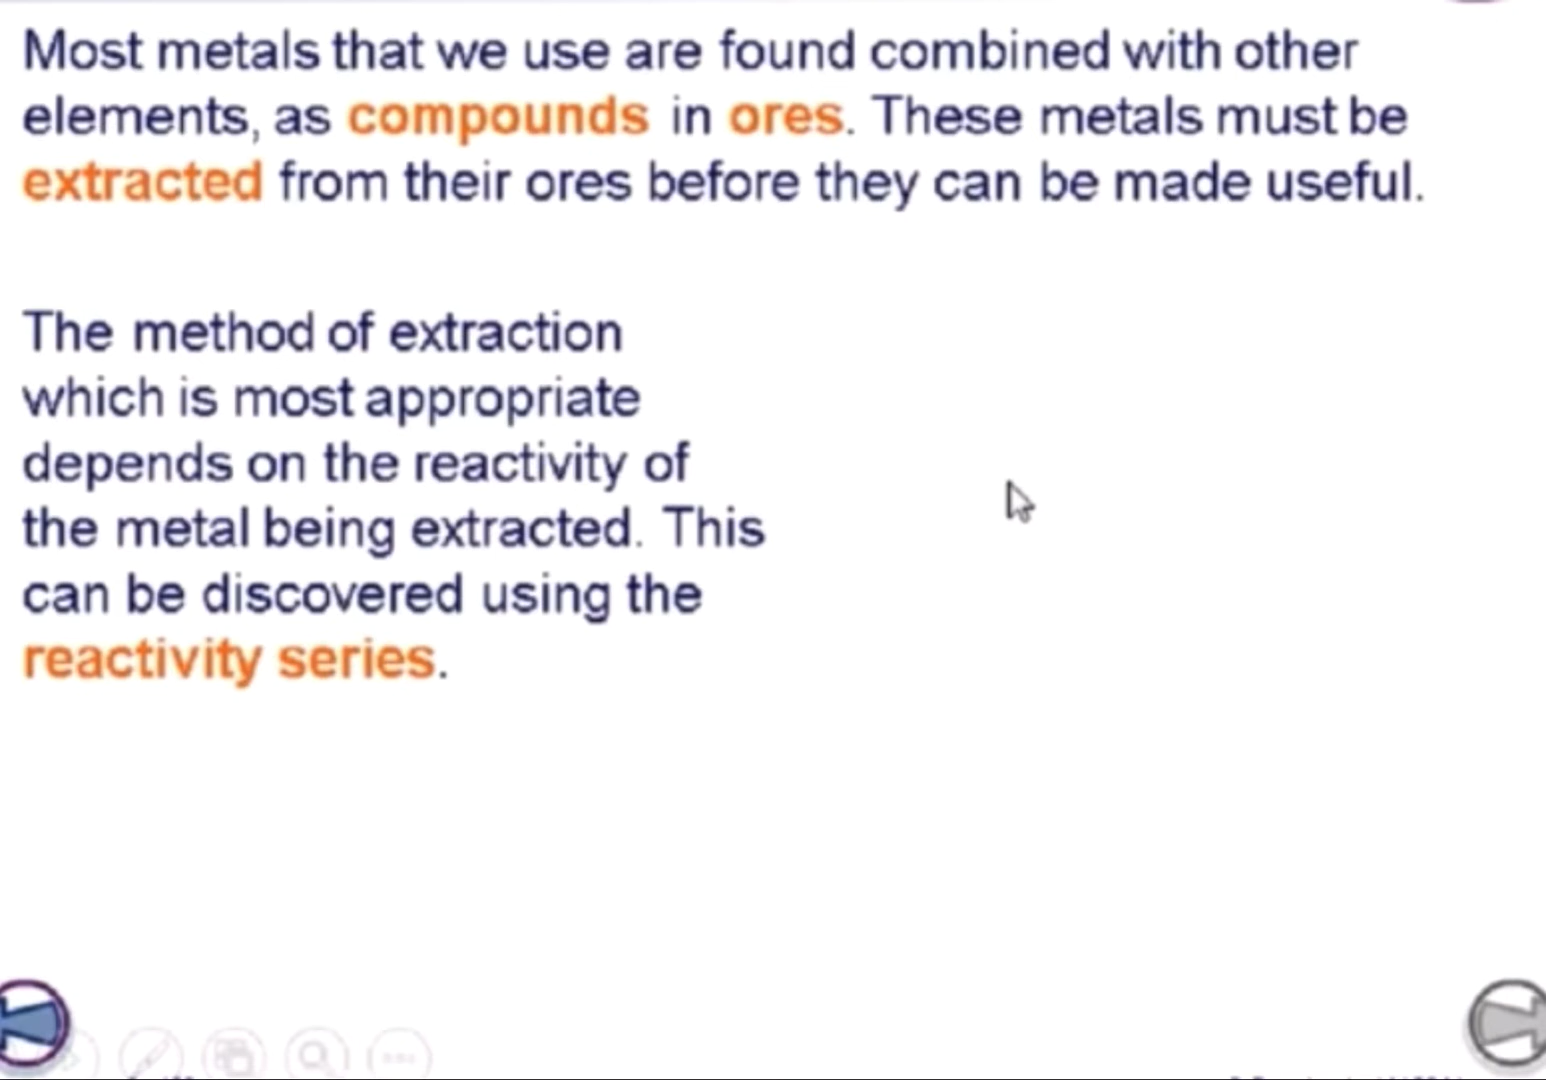 Most metals that we use are found combined with other
elements, as compounds in ores. These metals must be
extracted from their ores before they can be made useful.
The method of extraction
which is most appropriate
depends on the reactivity of
the metal being extracted. This
can be discovered using the
reactivity series.